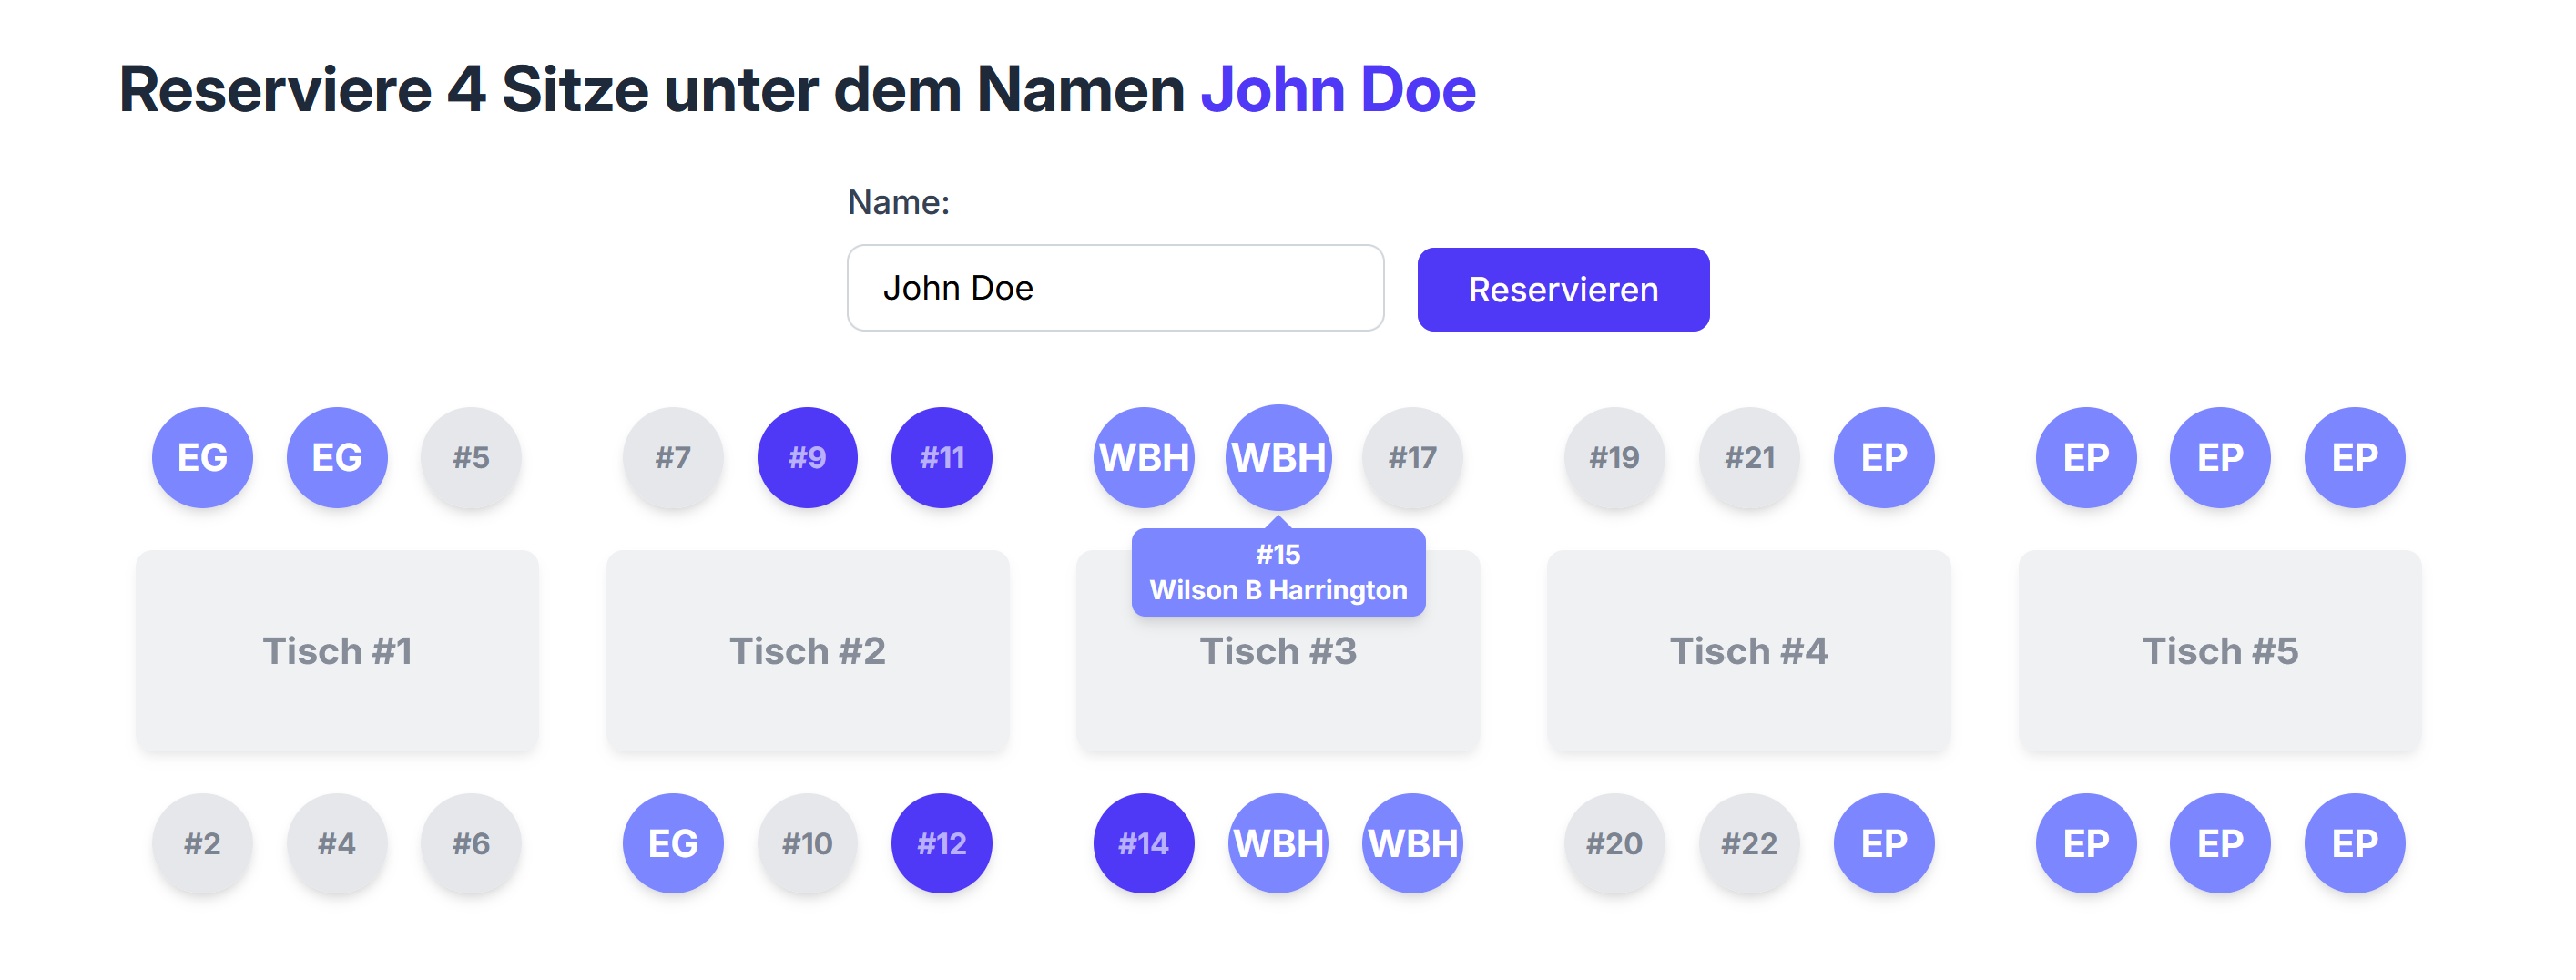 Reserviere 4 Sitze unter dem Namen John Doe
Name:
John Doe
Reservieren
EG EG #5 #7 #9 #11 WBH WBH #17 #19 #21 EP EP EP EP
#15
Wilson B Harrington
Tisch #1 Tisch #2 Tisch #3 Tisch #4 Tisch #5
#2 #4 #6 EG #10 #12 #14 WBH WBH #20 #22 EP EP EP EP